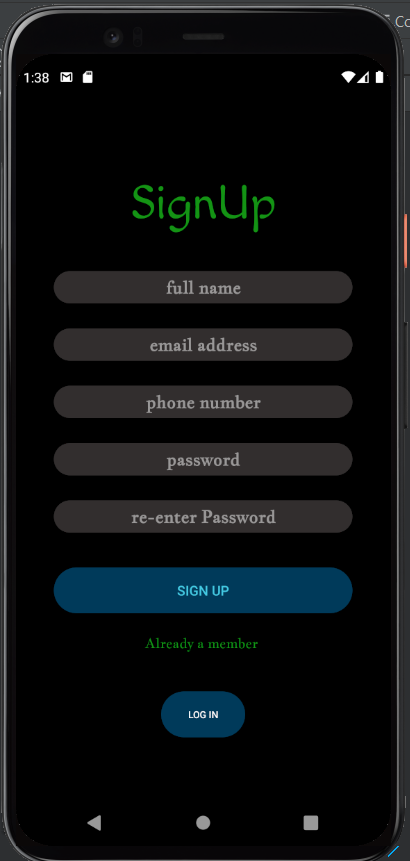 Co
1:38
SignUp
full name
email address
phone number
password
re-enter Password
SIGN UP
Already a member
LOG IN